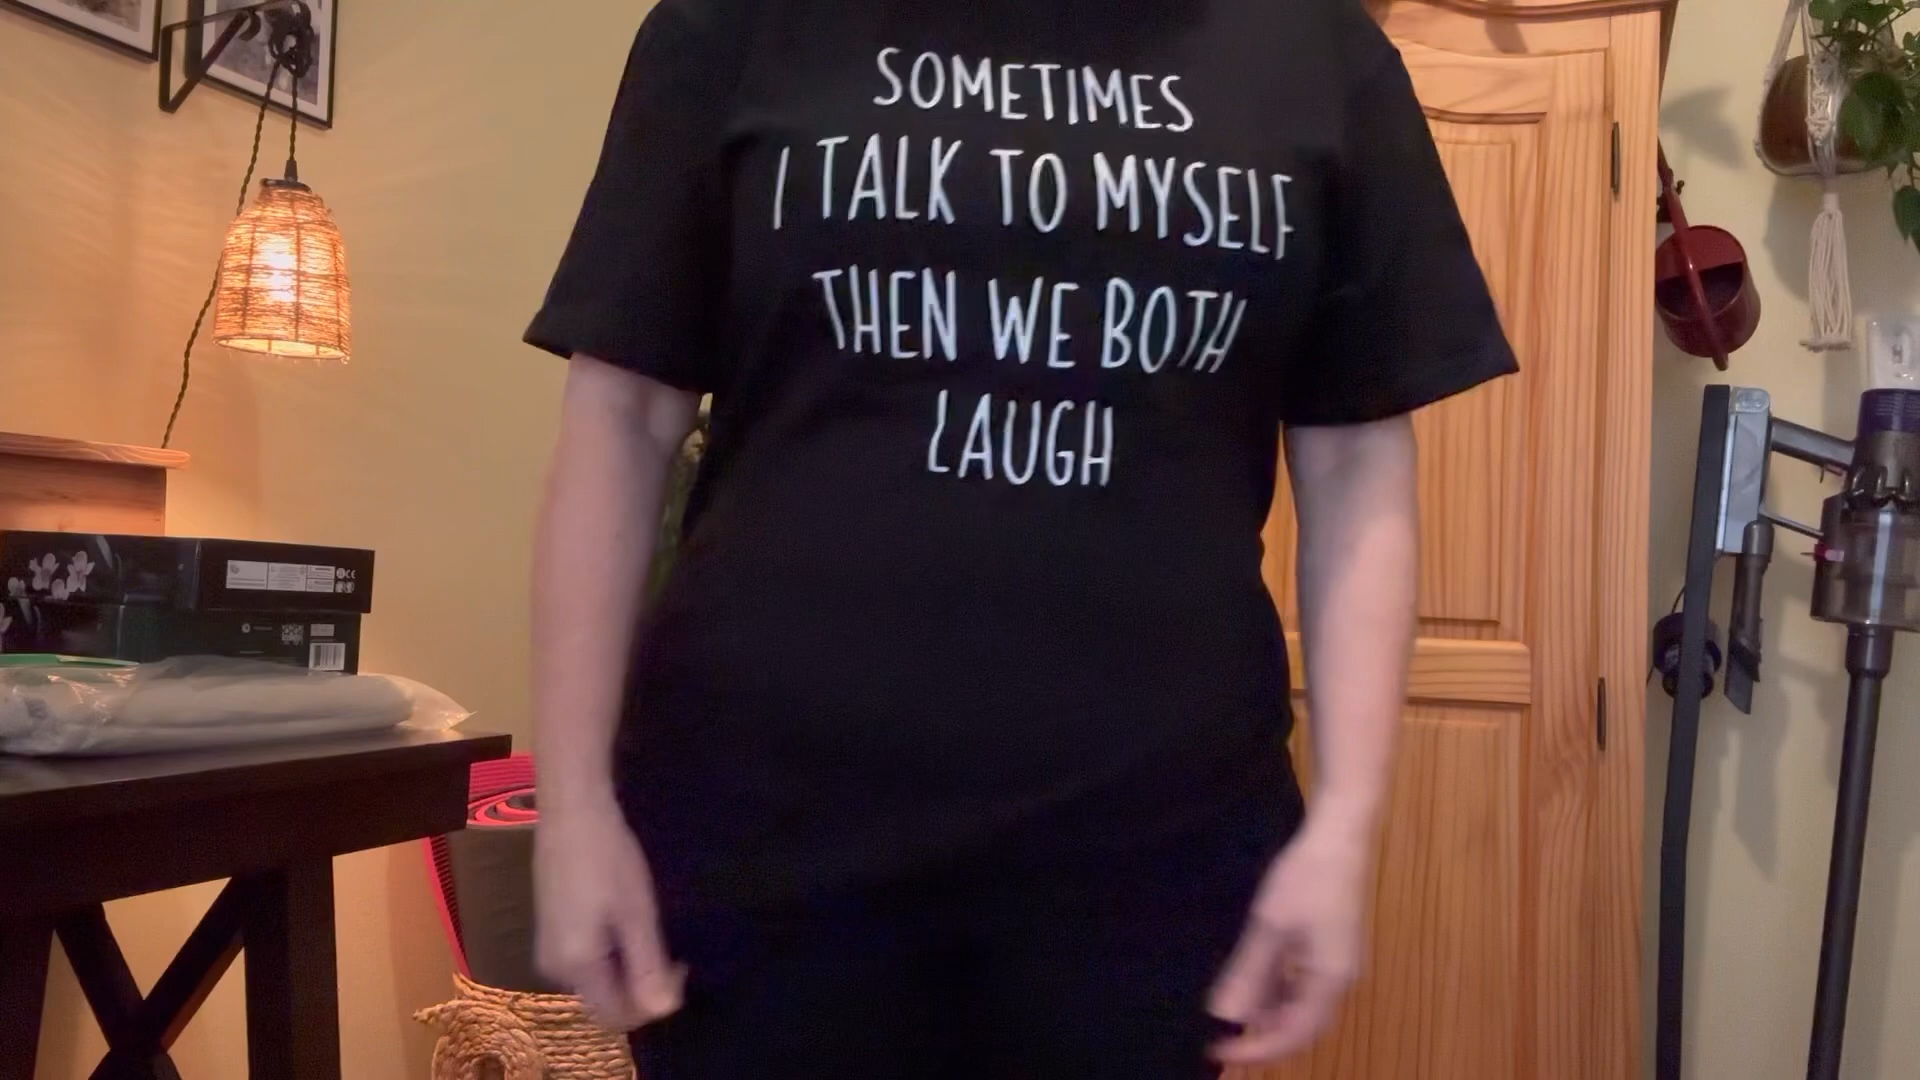 SOMETIMES
I TALK TO MYSELF
THEN WE BOTH
LAUGH